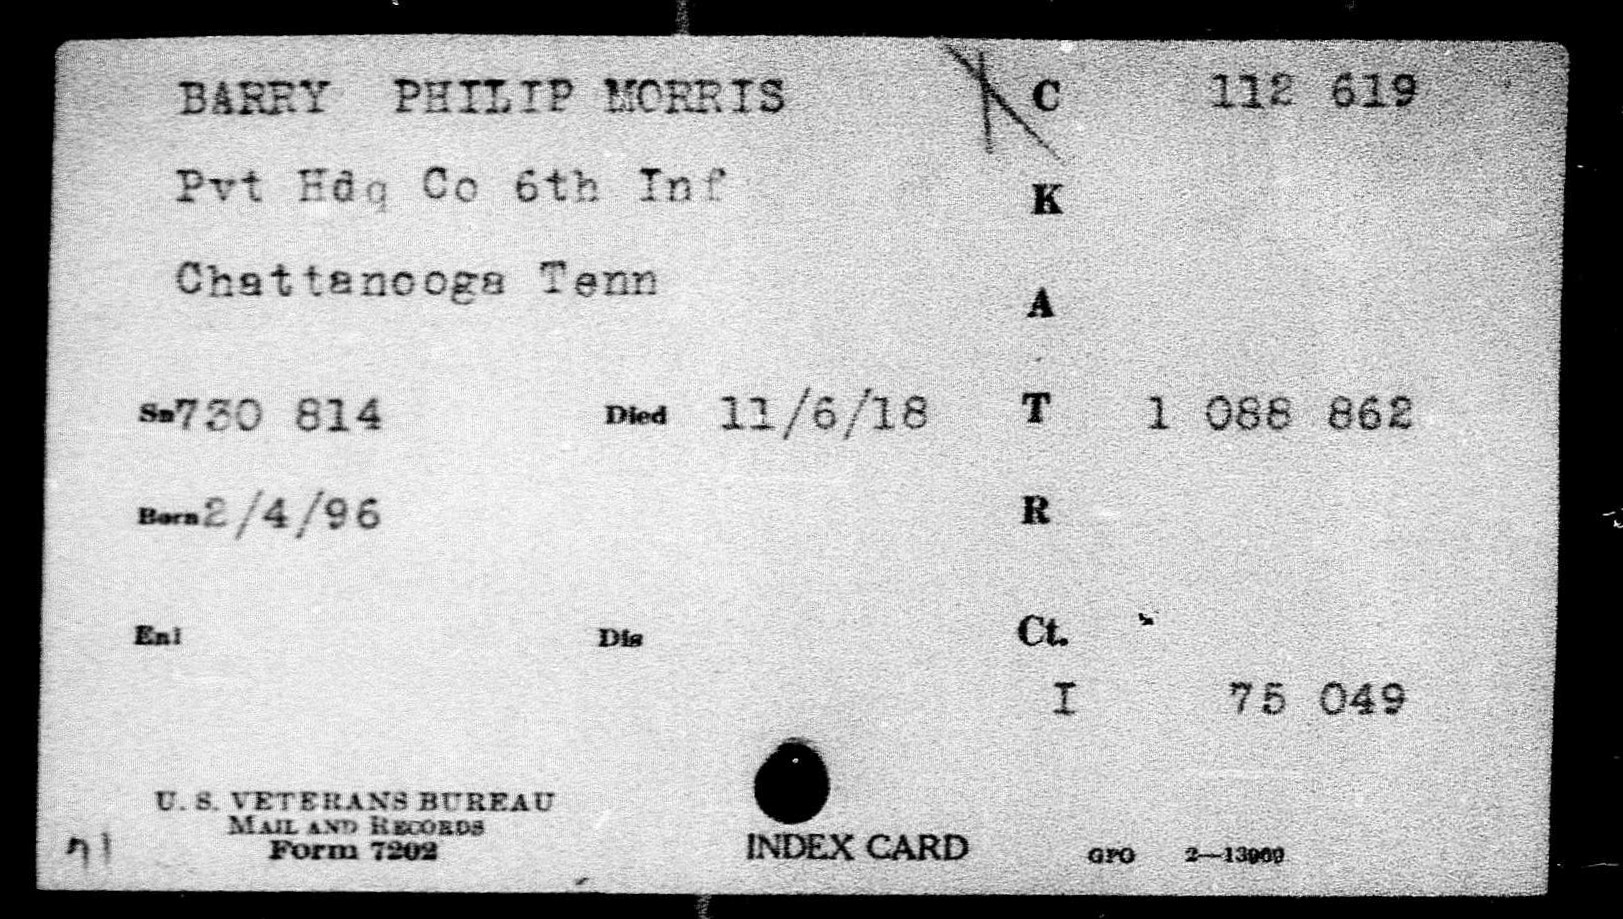 BARRY PHILIP MORRIS C 112 619
Pvt Hdq Co 6th Inf K
Chattanooga Tenn A
Sn 730 814 Died 11/6/18 T 1 088 862
Born 2/4/96 R
Enl Dis Ct.
I 75 049
U. S. VETERANS BUREAU
MAIL AND RECORDS
Form 7202
INDEX CARD
GPO 2—13900
71